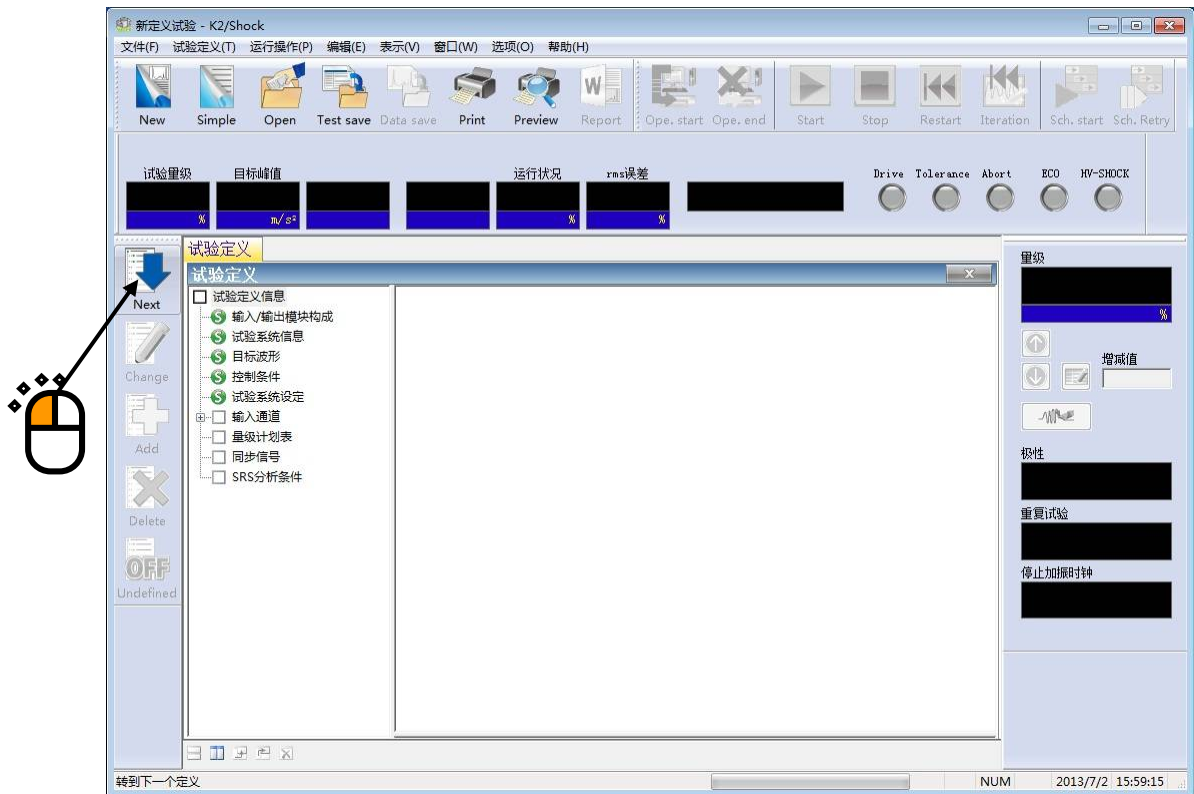 新定义试验 - K2/Shock
文件(F) 试验定义(T) 运行操作(P) 编辑(E) 表示(V) 窗口(W) 选项(O) 帮助(H)
W
New Simple Open Test save Data save Print Preview Report Ope. start Ope. end Start Stop Restart Iteration Sch. start Sch. Retry
试验量级 目标峰值 运行状况 rms误差 Drive Tolerance Abort ECO HV-SHOCK
% m/s² % %
试验定义
试验定义
试验定义信息
S 输入/输出模块构成
S 试验系统信息
S 目标波形
S 控制条件
S 试验系统设定
输入通道
量级计划表
同步信号
SRS分析条件
Next
Change
Add
Delete
OFF
Undefined
量级
%
增减值
极性
重复试验
停止加振时钟
转到下一个定义 NUM 2013/7/2 15:59:15